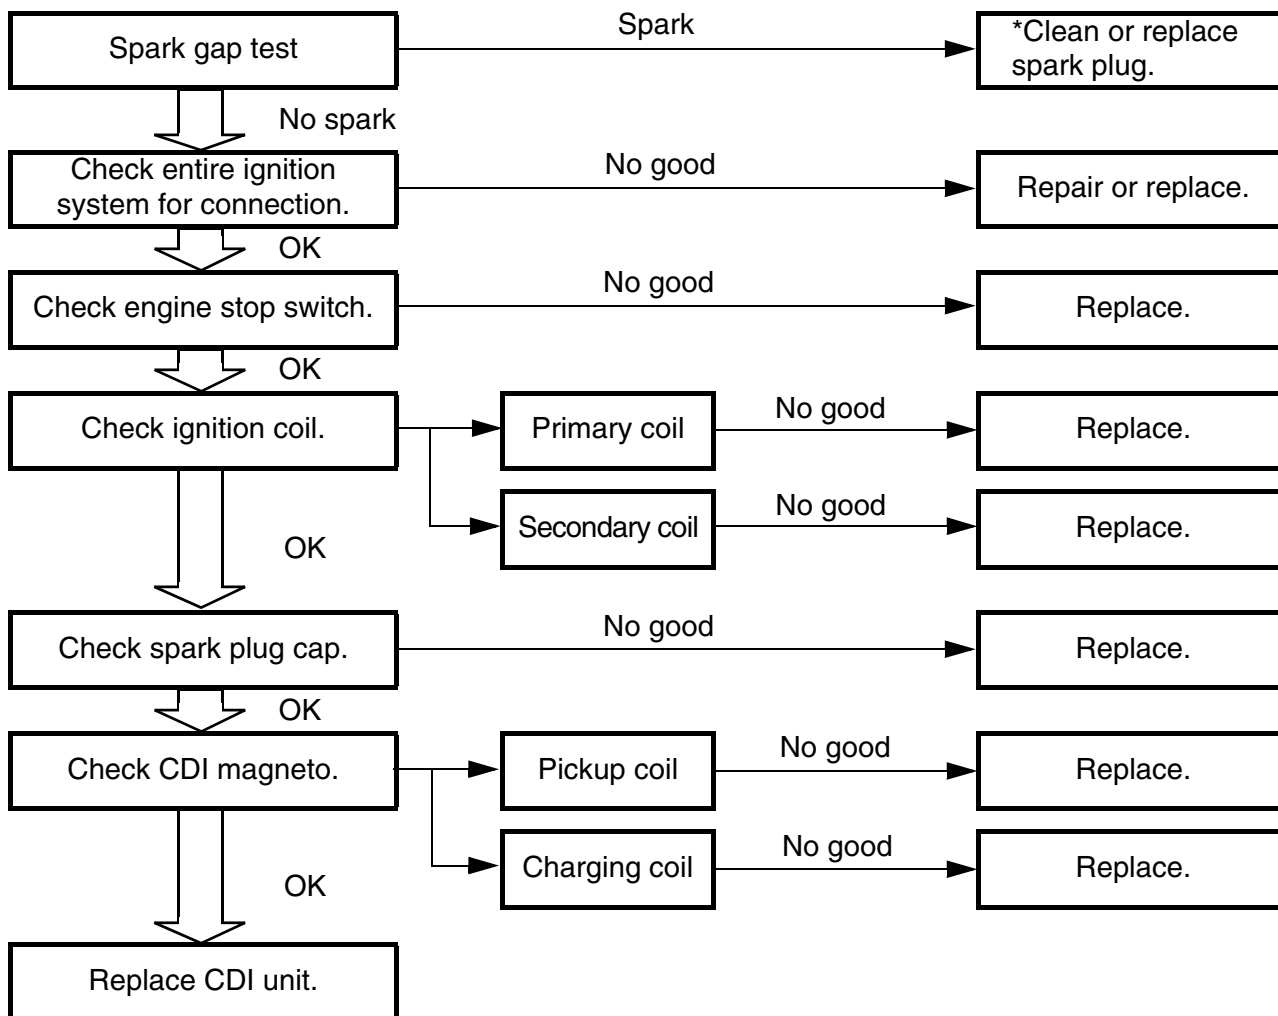 Spark gap test
Spark
*Clean or replace
spark plug.
No spark
Check entire ignition
system for connection.
No good
Repair or replace.
OK
Check engine stop switch.
No good
Replace.
OK
Check ignition coil.
Primary coil
No good
Replace.
Secondary coil
No good
Replace.
OK
Check spark plug cap.
No good
Replace.
OK
Check CDI magneto.
Pickup coil
No good
Replace.
Charging coil
No good
Replace.
OK
Replace CDI unit.